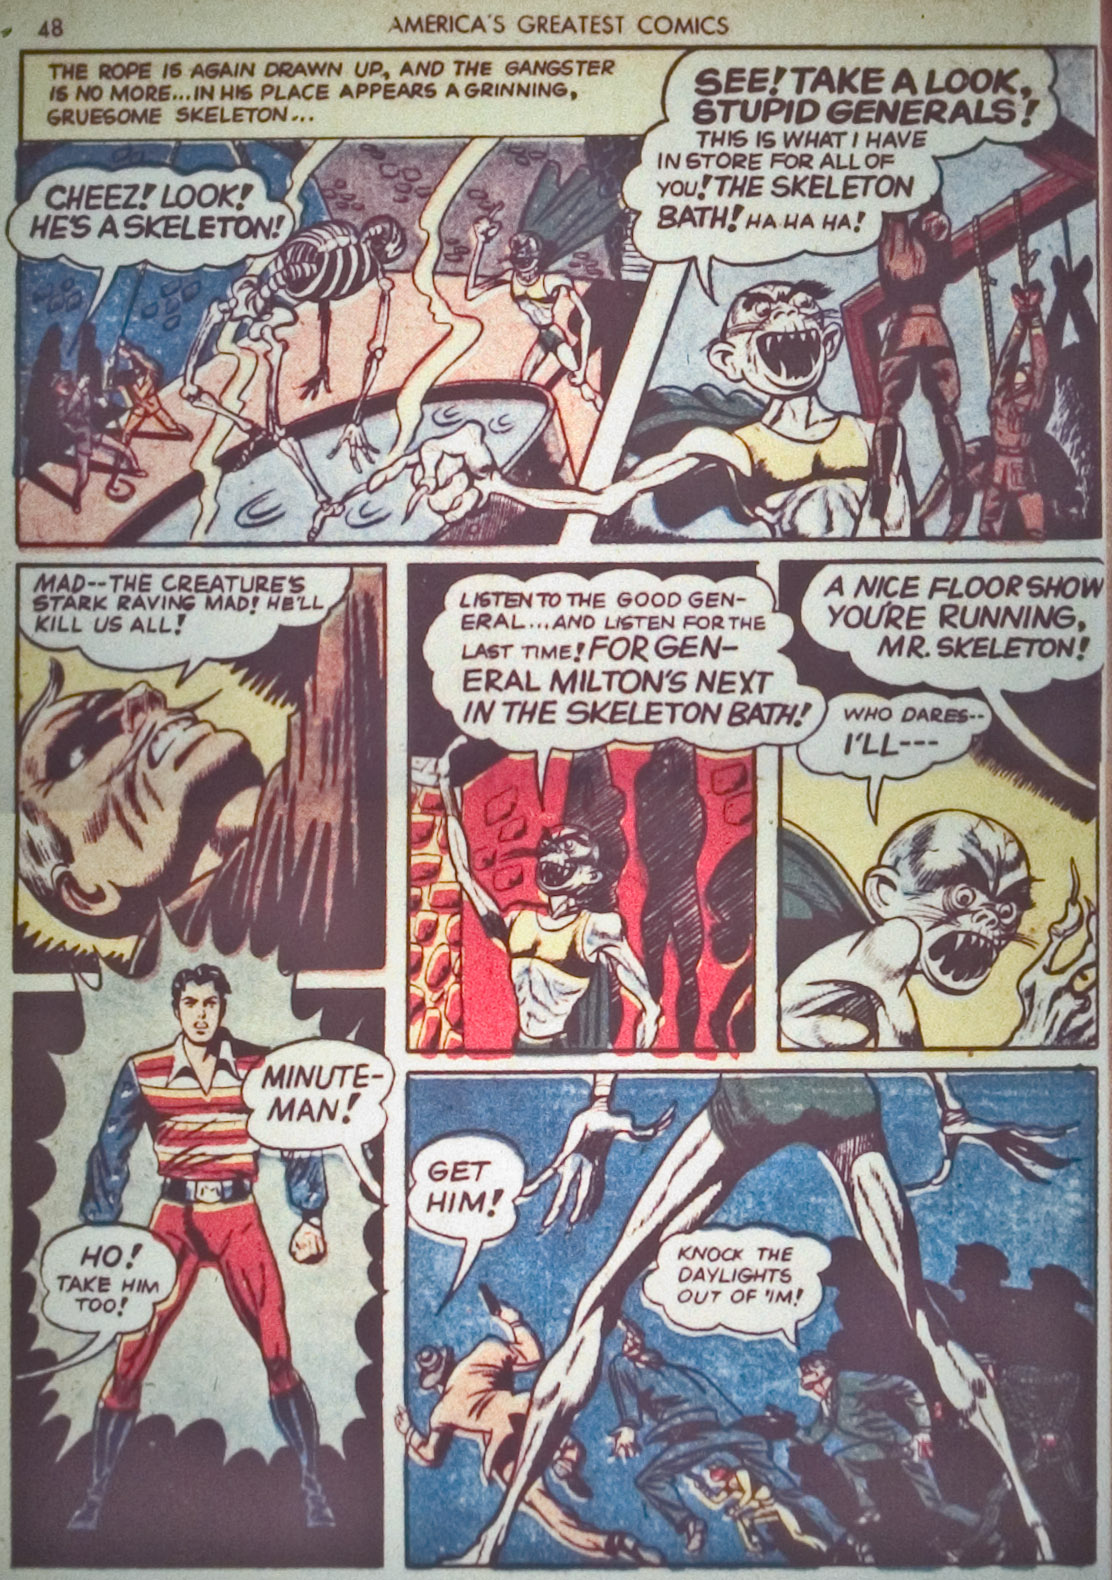 48
AMERICA'S GREATEST COMICS
THE ROPE IS AGAIN DRAWN UP, AND THE GANGSTER
IS NO MORE...IN HIS PLACE APPEARS A GRINNING,
GRUESOME SKELETON...
CHEEZ! LOOK!
HE'S A SKELETON!
SEE! TAKE A LOOK,
STUPID GENERALS!
THIS IS WHAT I HAVE
IN STORE FOR ALL OF
YOU! THE SKELETON
BATH! HA HA HA!
MAD--THE CREATURE'S
STARK RAVING MAD! HE'LL
KILL US ALL!
LISTEN TO THE GOOD GEN-
ERAL...AND LISTEN FOR THE
LAST TIME! FOR GEN-
ERAL MILTON'S NEXT
IN THE SKELETON BATH!
A NICE FLOOR SHOW
YOU'RE RUNNING,
MR. SKELETON!
WHO DARES--
I'LL---
MINUTE-
MAN!
HO!
TAKE HIM
TOO!
GET
HIM!
KNOCK THE
DAYLIGHTS
OUT OF 'IM!